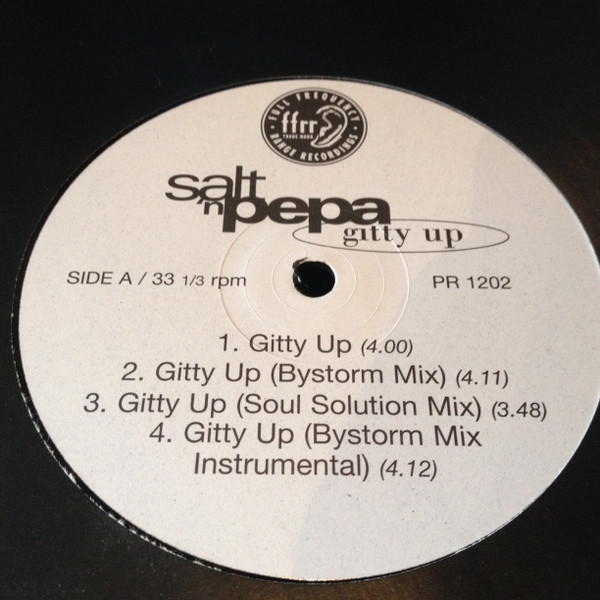 FULL FREQUENCY
ffrr
TRADE MARK
RANGE RECORDINGS
salt
'n
pepa
gitty up
SIDE A / 33 1/3 rpm
PR 1202
1. Gitty Up (4.00)
2. Gitty Up (Bystorm Mix) (4.11)
3. Gitty Up (Soul Solution Mix) (3.48)
4. Gitty Up (Bystorm Mix
Instrumental) (4.12)